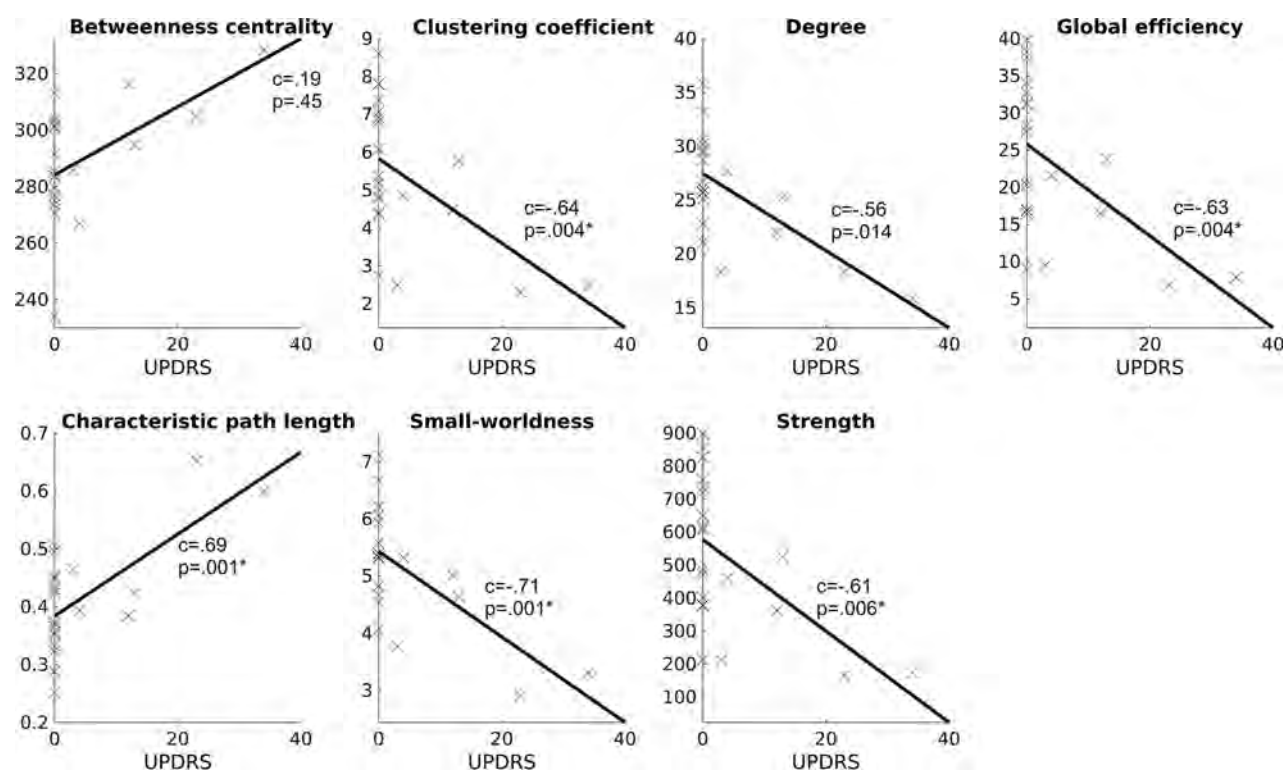 Betweenness centrality
320
300
280
260
240
0
20
40
UPDRS
c=.19
p=.45
Clustering coefficient
9
8
7
6
5
4
3
2
0
20
40
UPDRS
c=-.64
p=.004*
Degree
40
35
30
25
20
15
0
20
40
UPDRS
c=-.56
p=.014
Global efficiency
40
35
30
25
20
15
10
5
0
20
40
UPDRS
c=-.63
p=.004*
Characteristic path length
0.7
0.6
0.5
0.4
0.3
0.2
0
20
40
UPDRS
c=.69
p=.001*
Small-worldness
7
6
5
4
3
0
20
40
UPDRS
c=-.71
p=.001*
Strength
900
800
700
600
500
400
300
200
100
0
20
40
UPDRS
c=-.61
p=.006*